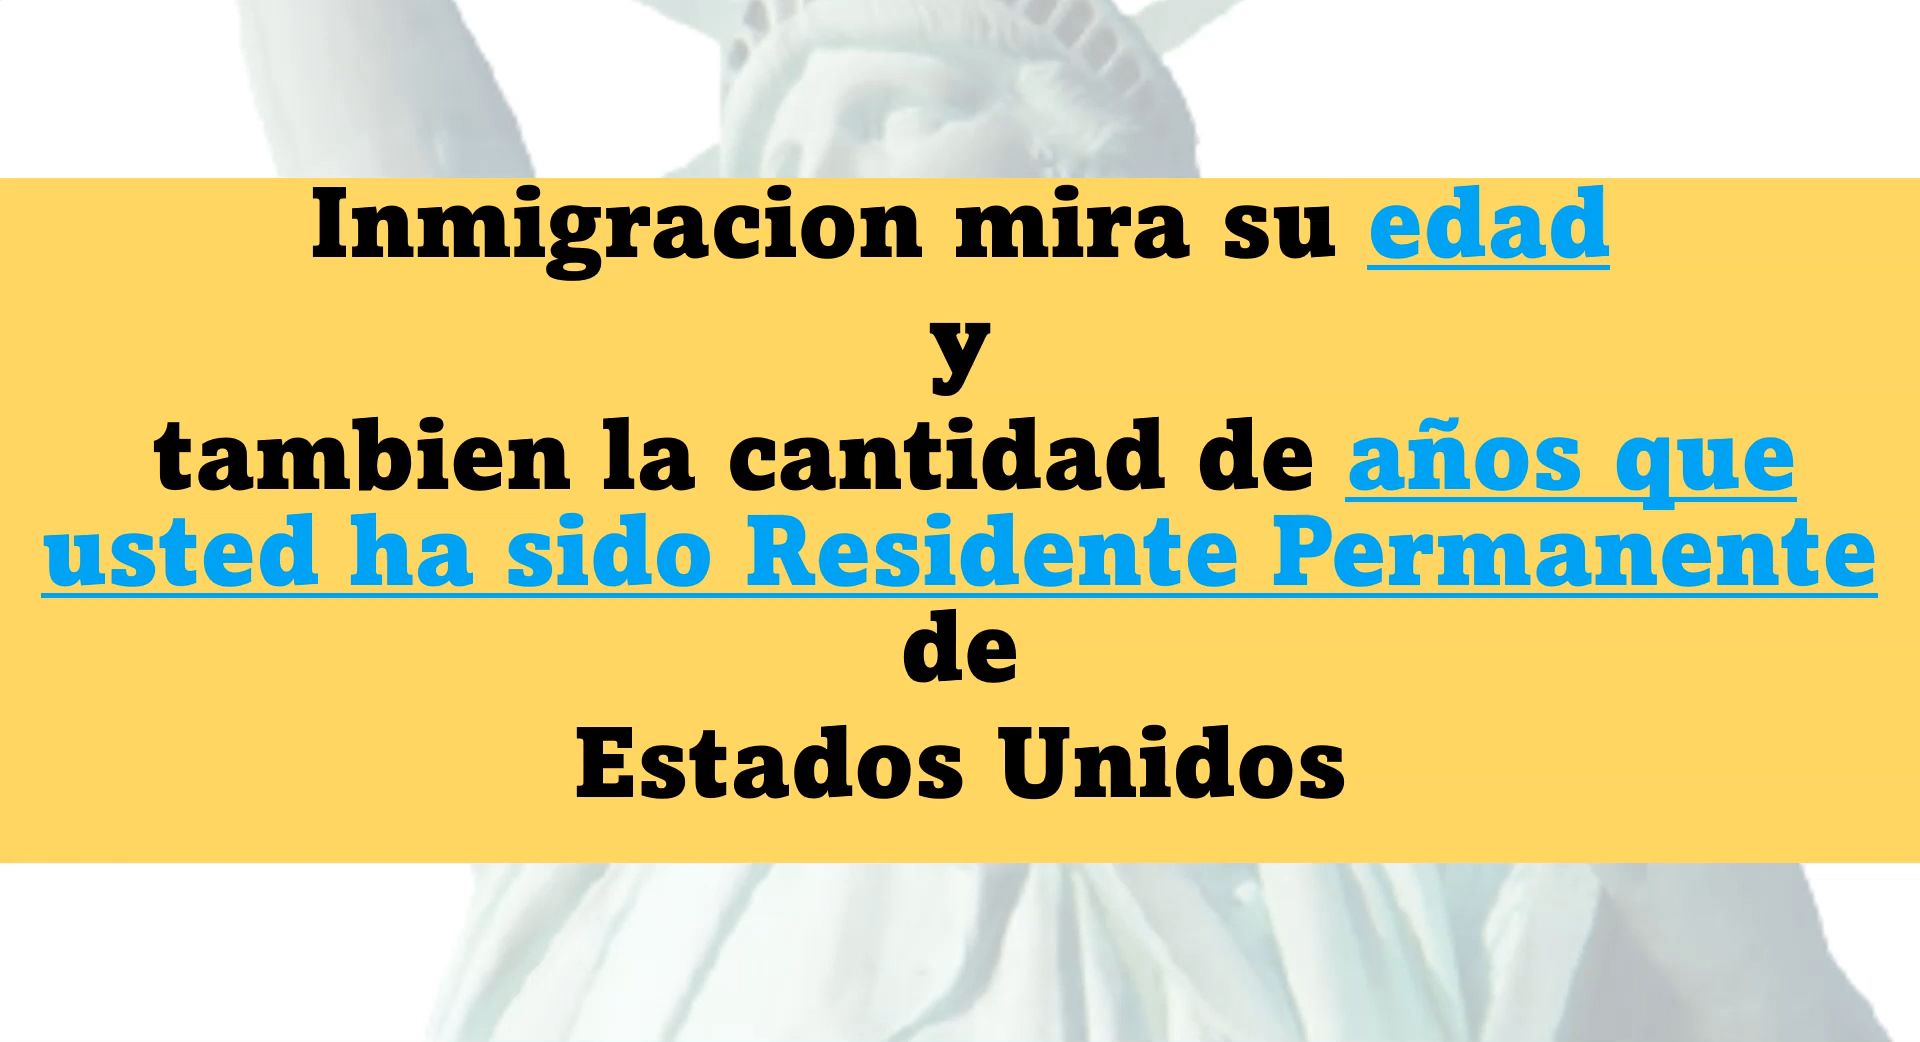 Inmigracion mira su edad
y
tambien la cantidad de años que
usted ha sido Residente Permanente
de
Estados Unidos